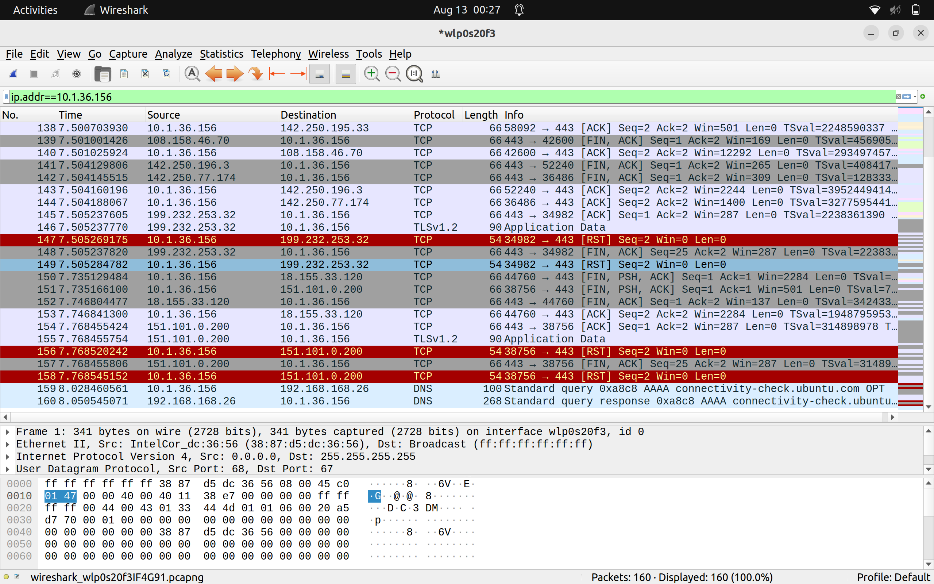 Activities Wireshark Aug 13 00:27
*wlp0s20f3
File Edit View Go Capture Analyze Statistics Telephony Wireless Tools Help
ip.addr==10.1.36.156
No. Time Source Destination Protocol Length Info
138 7.500703930 10.1.36.156 142.250.195.33 TCP 66 58092 → 443 [ACK] Seq=2 Ack=2 Win=501 Len=0 TSval=2248590337 …
139 7.501001426 108.158.46.70 10.1.36.156 TCP 66 443 → 42600 [FIN, ACK] Seq=1 Ack=2 Win=169 Len=0 TSval=456905…
140 7.501025924 10.1.36.156 108.158.46.70 TCP 66 42600 → 443 [ACK] Seq=2 Ack=2 Win=12292 Len=0 TSval=293497457…
141 7.504129806 142.250.196.3 10.1.36.156 TCP 66 443 → 52240 [FIN, ACK] Seq=1 Ack=2 Win=265 Len=0 TSval=408417…
142 7.504145515 142.250.77.174 10.1.36.156 TCP 66 443 → 36486 [FIN, ACK] Seq=1 Ack=2 Win=309 Len=0 TSval=128333…
143 7.504160196 10.1.36.156 142.250.196.3 TCP 66 52240 → 443 [ACK] Seq=2 Ack=2 Win=2244 Len=0 TSval=3952449414…
144 7.504188067 10.1.36.156 142.250.77.174 TCP 66 36486 → 443 [ACK] Seq=2 Ack=2 Win=1400 Len=0 TSval=3277595441…
145 7.505237605 199.232.253.32 10.1.36.156 TCP 66 443 → 34982 [ACK] Seq=1 Ack=2 Win=287 Len=0 TSval=2238361390 …
146 7.505237770 199.232.253.32 10.1.36.156 TLSv1.2 90 Application Data
147 7.505269175 10.1.36.156 199.232.253.32 TCP 54 34982 → 443 [RST] Seq=2 Win=0 Len=0
148 7.505237820 199.232.253.32 10.1.36.156 TCP 66 443 → 34982 [FIN, ACK] Seq=25 Ack=2 Win=287 Len=0 TSval=22383…
149 7.505284782 10.1.36.156 199.232.253.32 TCP 54 34982 → 443 [RST] Seq=2 Win=0 Len=0
150 7.735129484 10.1.36.156 18.155.33.120 TCP 66 44760 → 443 [FIN, PSH, ACK] Seq=1 Ack=1 Win=2284 Len=0 TSval=…
151 7.735166100 10.1.36.156 151.101.0.200 TCP 66 38756 → 443 [FIN, PSH, ACK] Seq=1 Ack=1 Win=501 Len=0 TSval=7…
152 7.746804477 18.155.33.120 10.1.36.156 TCP 66 443 → 44760 [FIN, ACK] Seq=1 Ack=2 Win=137 Len=0 TSval=342433…
153 7.746841300 10.1.36.156 18.155.33.120 TCP 66 44760 → 443 [ACK] Seq=2 Ack=2 Win=2284 Len=0 TSval=1948795953…
154 7.768455424 151.101.0.200 10.1.36.156 TCP 66 443 → 38756 [ACK] Seq=1 Ack=2 Win=287 Len=0 TSval=314898978 T…
155 7.768455754 151.101.0.200 10.1.36.156 TLSv1.2 90 Application Data
156 7.768520242 10.1.36.156 151.101.0.200 TCP 54 38756 → 443 [RST] Seq=2 Win=0 Len=0
157 7.768455806 151.101.0.200 10.1.36.156 TCP 66 443 → 38756 [FIN, ACK] Seq=25 Ack=2 Win=287 Len=0 TSval=31489…
158 7.768545152 10.1.36.156 151.101.0.200 TCP 54 38756 → 443 [RST] Seq=2 Win=0 Len=0
159 8.028460561 10.1.36.156 192.168.168.26 DNS 100 Standard query 0xa8c8 AAAA connectivity-check.ubuntu.com OPT
160 8.050545071 192.168.168.26 10.1.36.156 DNS 268 Standard query response 0xa8c8 AAAA connectivity-check.ubuntu…
Frame 1: 341 bytes on wire (2728 bits), 341 bytes captured (2728 bits) on interface wlp0s20f3, id 0
Ethernet II, Src: IntelCor_dc:36:56 (38:87:d5:dc:36:56), Dst: Broadcast (ff:ff:ff:ff:ff:ff)
Internet Protocol Version 4, Src: 0.0.0.0, Dst: 255.255.255.255
User Datagram Protocol, Src Port: 68, Dst Port: 67
0000 ff ff ff ff ff ff 38 87 d5 dc 36 56 08 00 45 c0 ······8· ··6V··E·
0010 01 47 00 00 40 00 40 11 38 e7 00 00 00 00 ff ff ·G··@·@· 8·······
0020 ff ff 00 44 00 43 01 33 44 4d 01 01 06 00 20 a5 ···D·C·3 DM···· ·
0030 d7 70 00 01 00 00 00 00 00 00 00 00 00 00 00 00 ·p······ ········
0040 00 00 00 00 00 00 38 87 d5 dc 36 56 00 00 00 00 ······8· ··6V····
0050 00 00 00 00 00 00 00 00 00 00 00 00 00 00 00 00 ········ ········
0060 00 00 00 00 00 00 00 00 00 00 00 00 00 00 00 00 ········ ········
wireshark_wlp0s20f3IF4G91.pcapng Packets: 160 · Displayed: 160 (100.0%) Profile: Default